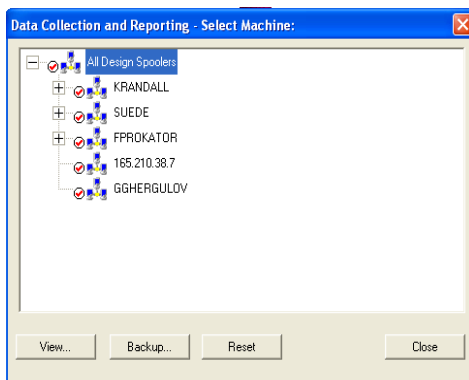 Data Collection and Reporting - Select Machine:
All Design Spoolers
KRANDALL
SUEDE
FPROKATOR
165.210.38.7
GGHERGULOV
View... Backup... Reset Close